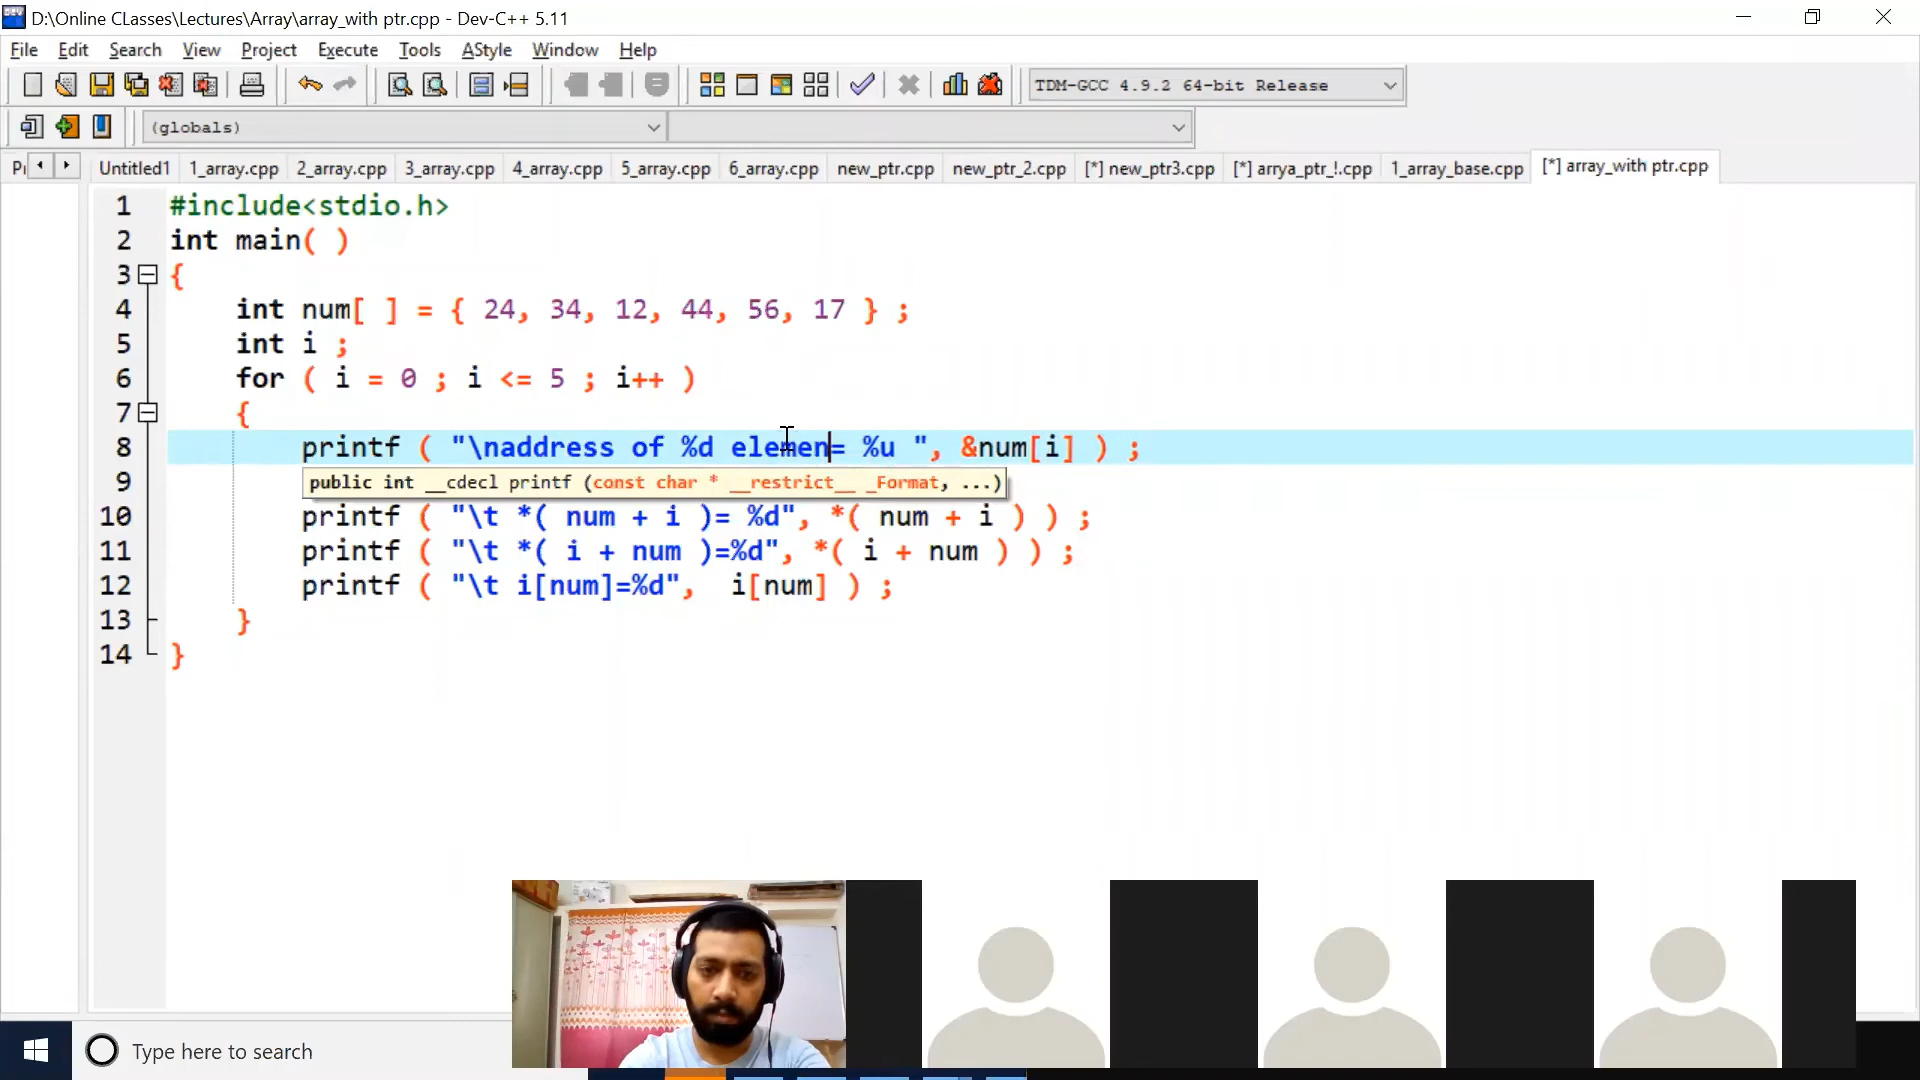 D:\Online CLasses\Lectures\Array\array_with ptr.cpp - Dev-C++ 5.11
File Edit Search View Project Execute Tools AStyle Window Help
TDM-GCC 4.9.2 64-bit Release
(globals)
Untitled1 1_array.cpp 2_array.cpp 3_array.cpp 4_array.cpp 5_array.cpp 6_array.cpp new_ptr.cpp new_ptr_2.cpp [*] new_ptr3.cpp [*] arrya_ptr_!.cpp 1_array_base.cpp [*] array_with ptr.cpp
1 #include<stdio.h>
2 int main( )
3 {
4 int num[ ] = { 24, 34, 12, 44, 56, 17 } ;
5 int i ;
6 for ( i = 0 ; i <= 5 ; i++ )
7 {
8 printf ( "\naddress of %d elemen= %u ", &num[i] ) ;
9 public int __cdecl printf (const char * __restrict__ _Format, ...)
10 printf ( "\t *( num + i )= %d", *( num + i ) ) ;
11 printf ( "\t *( i + num )=%d", *( i + num ) ) ;
12 printf ( "\t i[num]=%d", i[num] ) ;
13 }
14 }
Type here to search